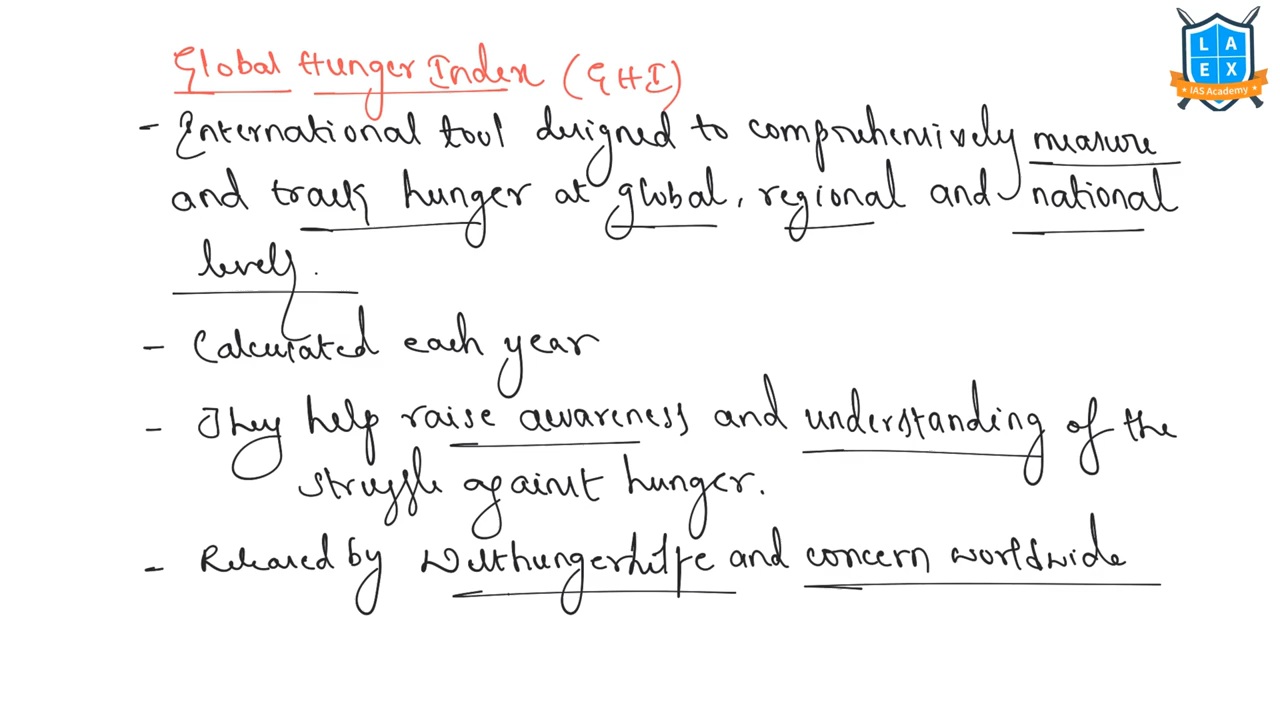 Global Hunger Index (GHI)
- International tool designed to comprehensively measure
and track hunger at global, regional and national
levels.
- Calculated each year
- They help raise awareness and understanding of the
struggle against hunger.
- Released by Welthungerhilfe and concern worldwide
L A
E X
IAS Academy